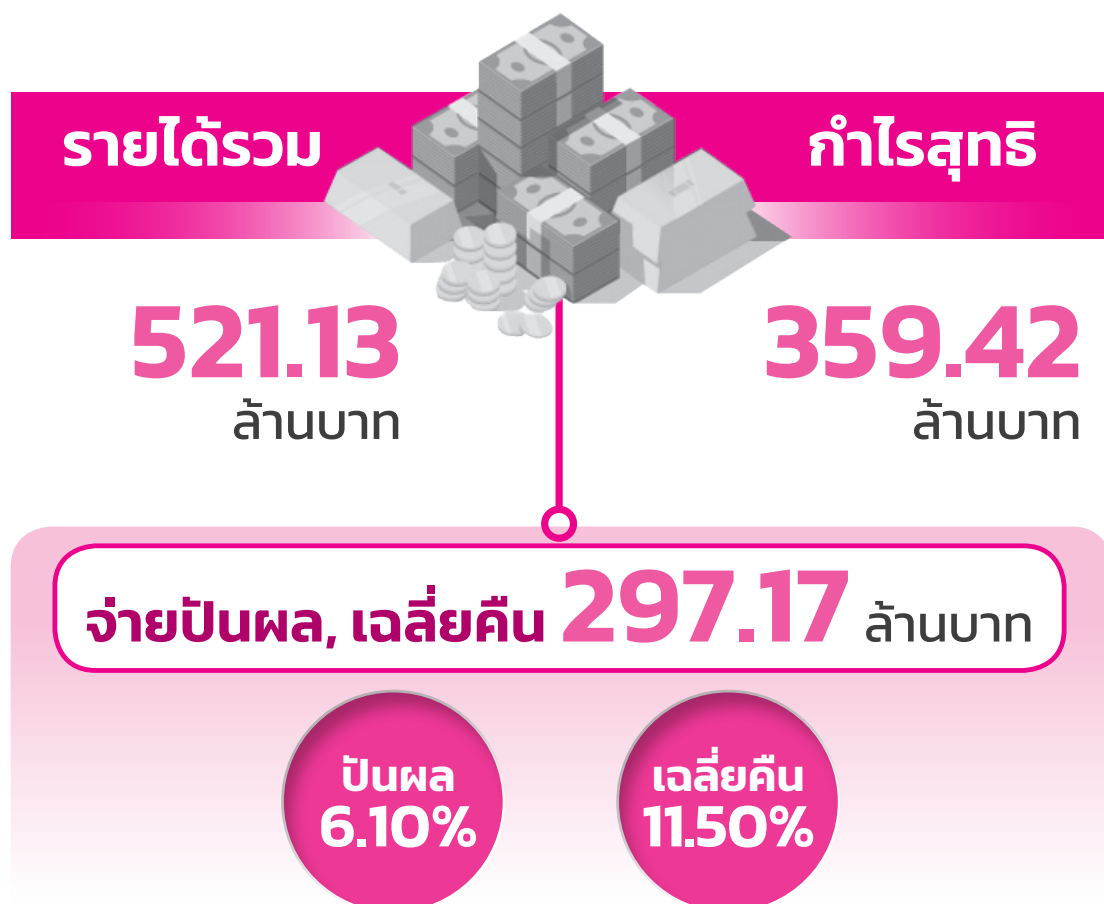 รายได้รวม
กำไรสุทธิ
521.13
ล้านบาท
359.42
ล้านบาท
จ่ายปันผล, เฉลี่ยคืน 297.17 ล้านบาท
ปันผล
6.10%
เฉลี่ยคืน
11.50%